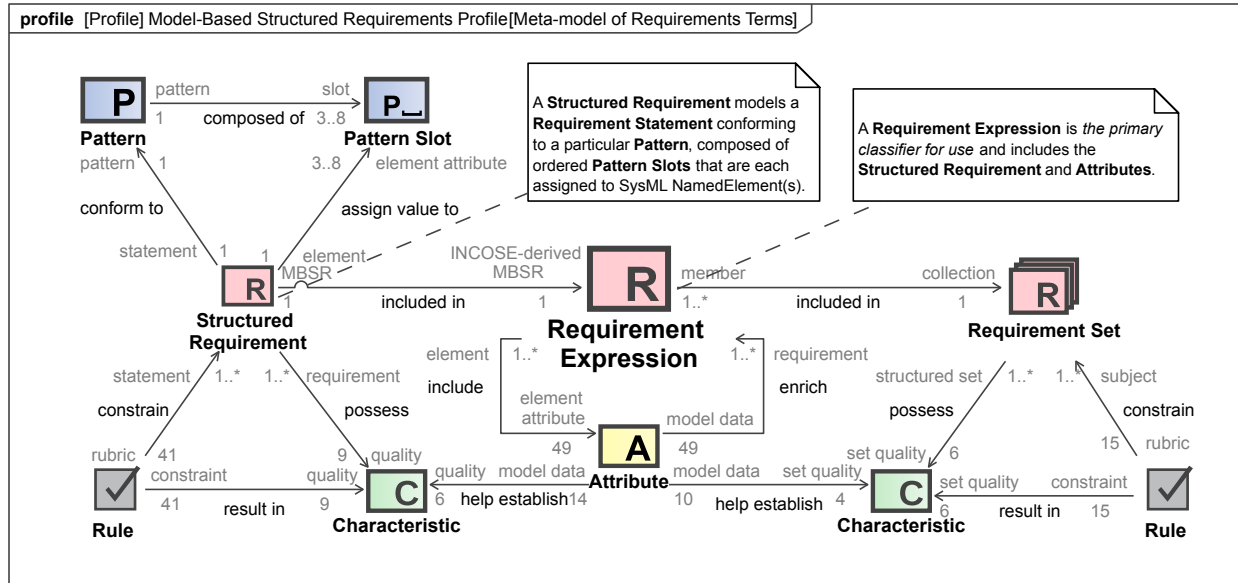 profile [Profile] Model-Based Structured Requirements Profile[Meta-model of Requirements Terms]
P
pattern
slot
P
1
composed of
3..8
Pattern
Pattern Slot
A Structured Requirement models a
Requirement Statement conforming
to a particular Pattern, composed of
ordered Pattern Slots that are each
assigned to SysML NamedElement(s).
A Requirement Expression is the primary
classifier for use and includes the
Structured Requirement and Attributes.
pattern
1
3..8
element attribute
conform to
assign value to
statement
1
1
element
MBSR
1
R
Structured
Requirement
included in
INCOSE-derived
MBSR
1
R
Requirement
Expression
member
1..*
included in
collection
1
R
Requirement Set
statement
1..*
1..*
requirement
constrain
possess
rubric
41
9
quality
element
1..*
include
element
attribute
49
1..*
requirement
enrich
model data
49
A
Attribute
structured set
1..*
1..*
subject
possess
constrain
set quality
6
15
rubric
Rule
constraint
41
result in
quality
9
C
Characteristic
quality
6
model data
14
help establish
model data
10
help establish
set quality
4
C
Characteristic
set quality
6
constraint
15
result in
Rule